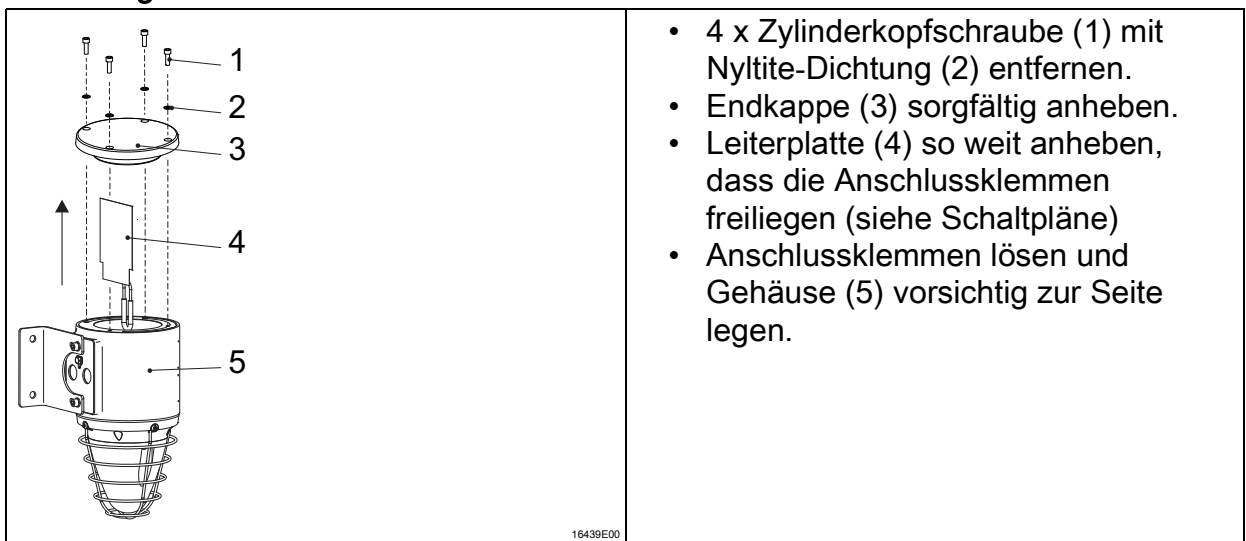 1
2
3
4
5
16439E00
• 4 x Zylinderkopfschraube (1) mit
Nyltite-Dichtung (2) entfernen.
• Endkappe (3) sorgfältig anheben.
• Leiterplatte (4) so weit anheben,
dass die Anschlussklemmen
freiliegen (siehe Schaltpläne)
• Anschlussklemmen lösen und
Gehäuse (5) vorsichtig zur Seite
legen.